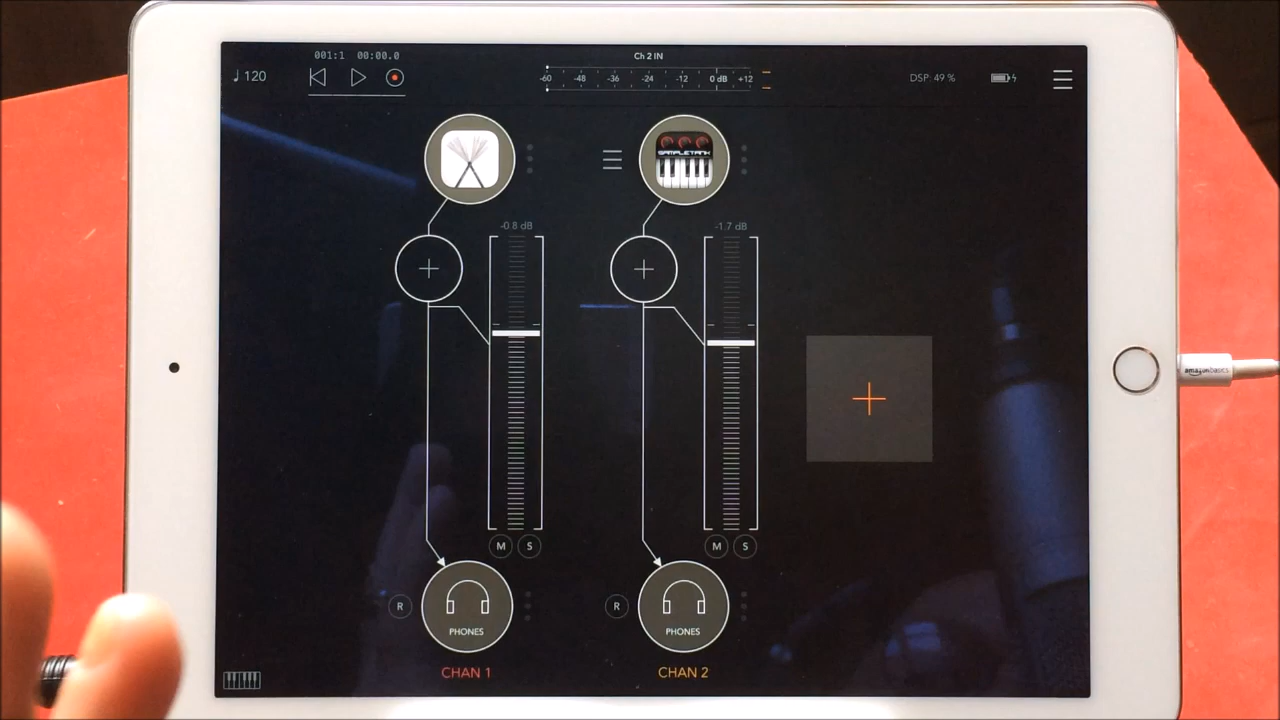 001:1 00:00.0
♩120
Ch 2 IN
-60 -48 -36 -24 -12 0 dB +12
DSP: 49 %
SAMPLETANK
-0.8 dB
-1.7 dB
M S
M S
R
PHONES
R
PHONES
CHAN 1
CHAN 2
amazonbasics